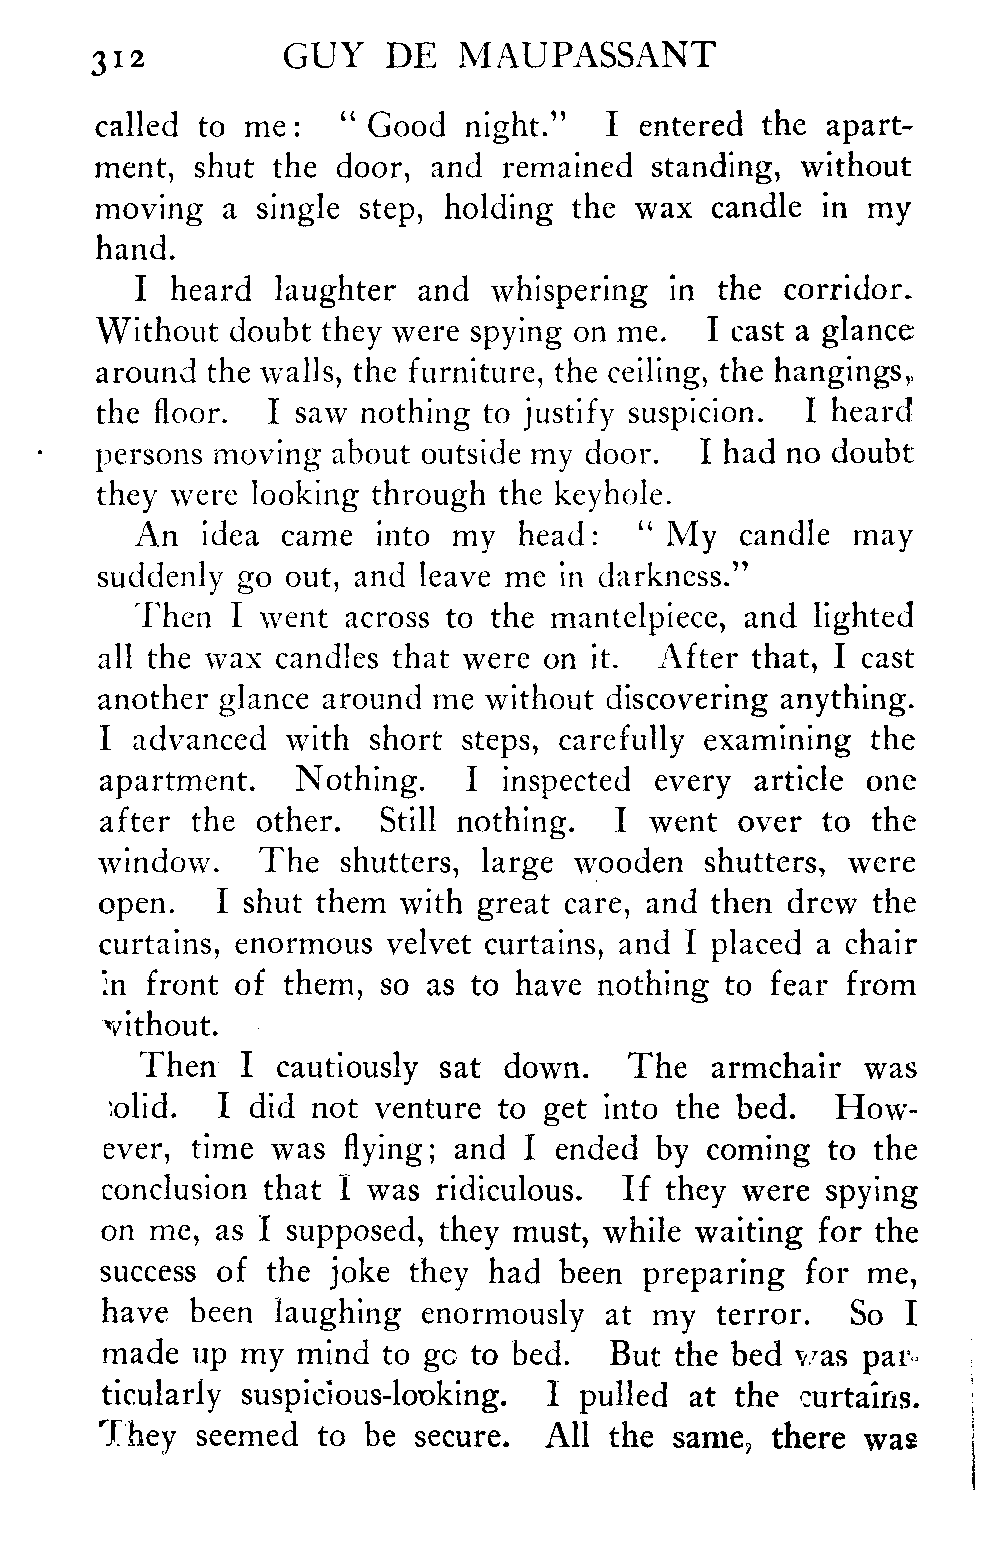 312 GUY DE MAUPASSANT
called to me: “ Good night.” I entered the apart-
ment, shut the door, and remained standing, without
moving a single step, holding the wax candle in my
hand.
I heard laughter and whispering in the corridor.
Without doubt they were spying on me. I cast a glance
around the walls, the furniture, the ceiling, the hangings,
the floor. I saw nothing to justify suspicion. I heard
persons moving about outside my door. I had no doubt
they were looking through the keyhole.
An idea came into my head: “ My candle may
suddenly go out, and leave me in darkness.”
Then I went across to the mantelpiece, and lighted
all the wax candles that were on it. After that, I cast
another glance around me without discovering anything.
I advanced with short steps, carefully examining the
apartment. Nothing. I inspected every article one
after the other. Still nothing. I went over to the
window. The shutters, large wooden shutters, were
open. I shut them with great care, and then drew the
curtains, enormous velvet curtains, and I placed a chair
in front of them, so as to have nothing to fear from
without.
Then I cautiously sat down. The armchair was
solid. I did not venture to get into the bed. How-
ever, time was flying; and I ended by coming to the
conclusion that I was ridiculous. If they were spying
on me, as I supposed, they must, while waiting for the
success of the joke they had been preparing for me,
have been laughing enormously at my terror. So I
made up my mind to go to bed. But the bed was par-
ticularly suspicious-looking. I pulled at the curtains.
They seemed to be secure. All the same, there was